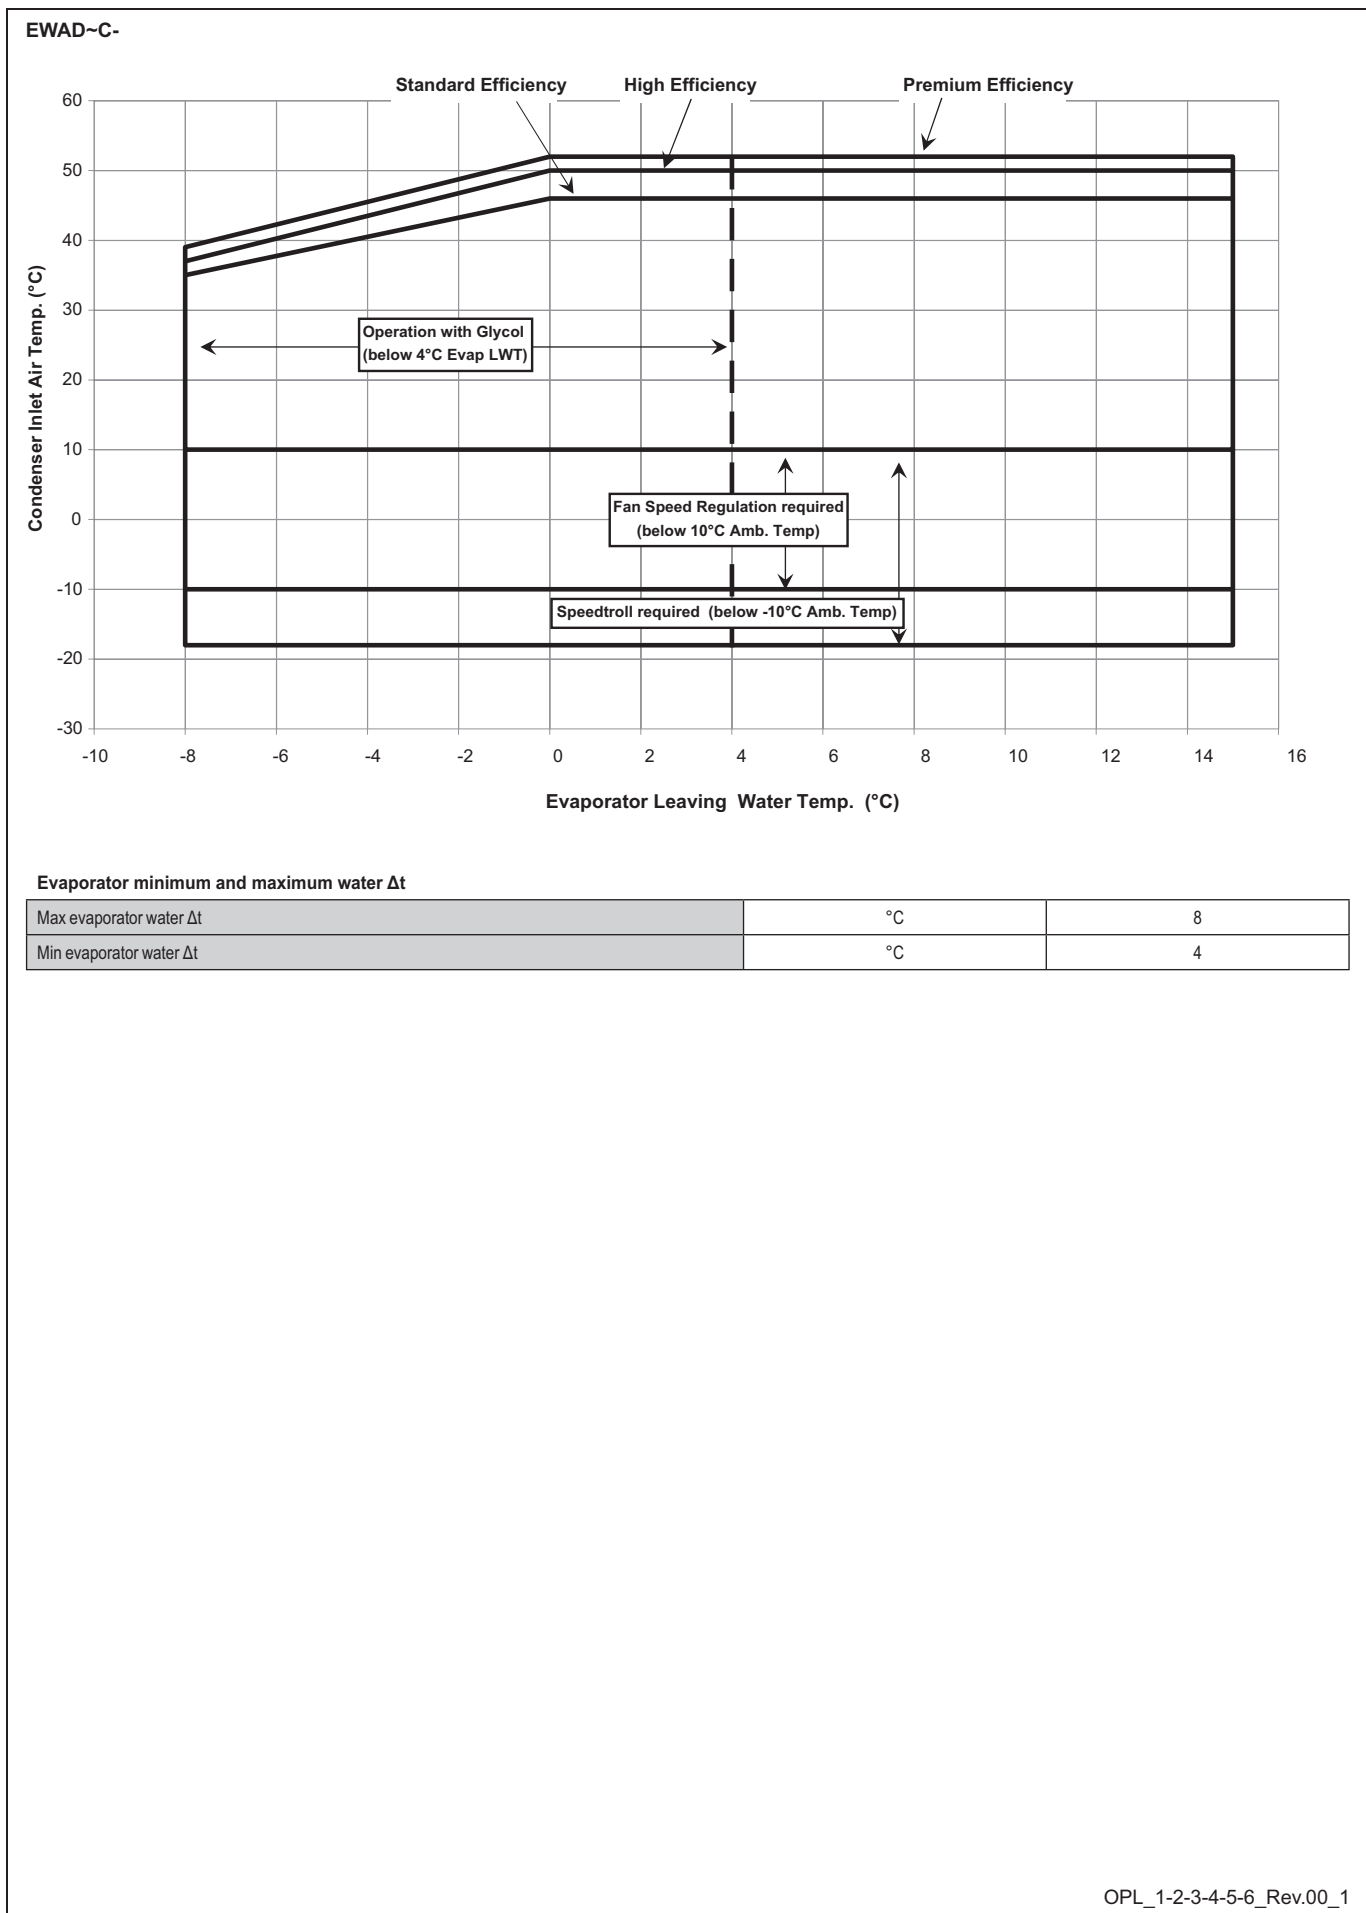 EWAD~C-
Standard Efficiency High Efficiency Premium Efficiency
60
50
40
30
20
10
0
-10
-20
-30
Condenser Inlet Air Temp. (°C)
Operation with Glycol
(below 4°C Evap LWT)
Fan Speed Regulation required
(below 10°C Amb. Temp)
Speedtroll required (below -10°C Amb. Temp)
-10 -8 -6 -4 -2 0 2 4 6 8 10 12 14 16
Evaporator Leaving Water Temp. (°C)
Evaporator minimum and maximum water Δt
Max evaporator water Δt °C 8
Min evaporator water Δt °C 4
OPL_1-2-3-4-5-6_Rev.00_1